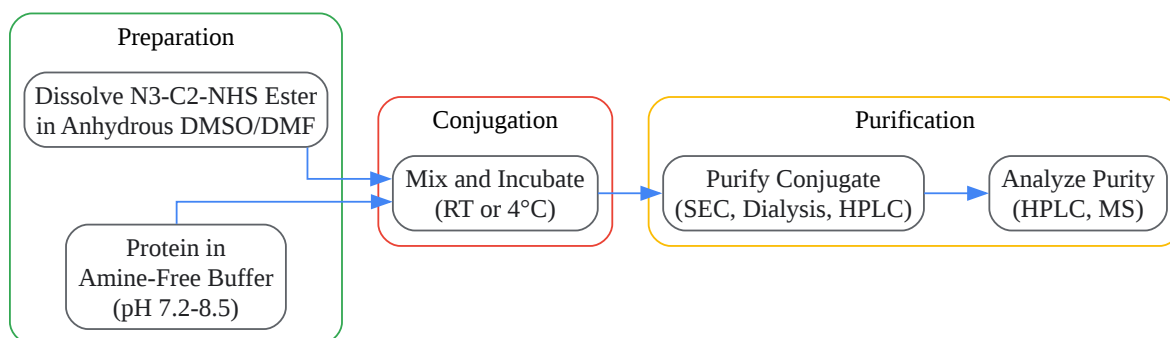 Preparation
Dissolve N3-C2-NHS Ester
in Anhydrous DMSO/DMF
Protein in
Amine-Free Buffer
(pH 7.2-8.5)
Conjugation
Mix and Incubate
(RT or 4°C)
Purification
Purify Conjugate
(SEC, Dialysis, HPLC)
Analyze Purity
(HPLC, MS)